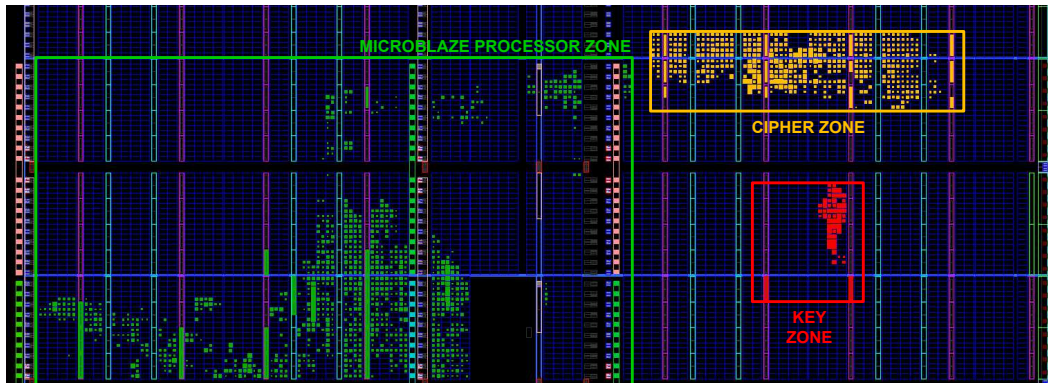 MICROBLAZE PROCESSOR ZONE
CIPHER ZONE
KEY
ZONE